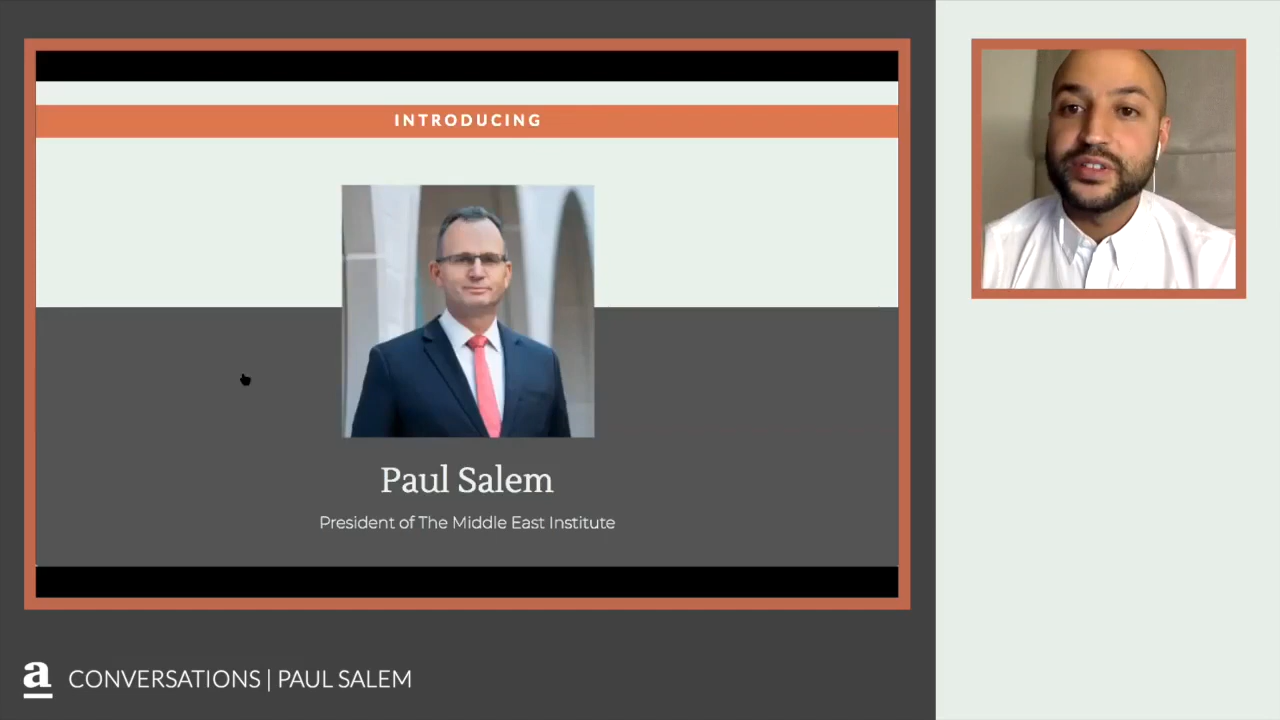 INTRODUCING
Paul Salem
President of The Middle East Institute
a CONVERSATIONS | PAUL SALEM